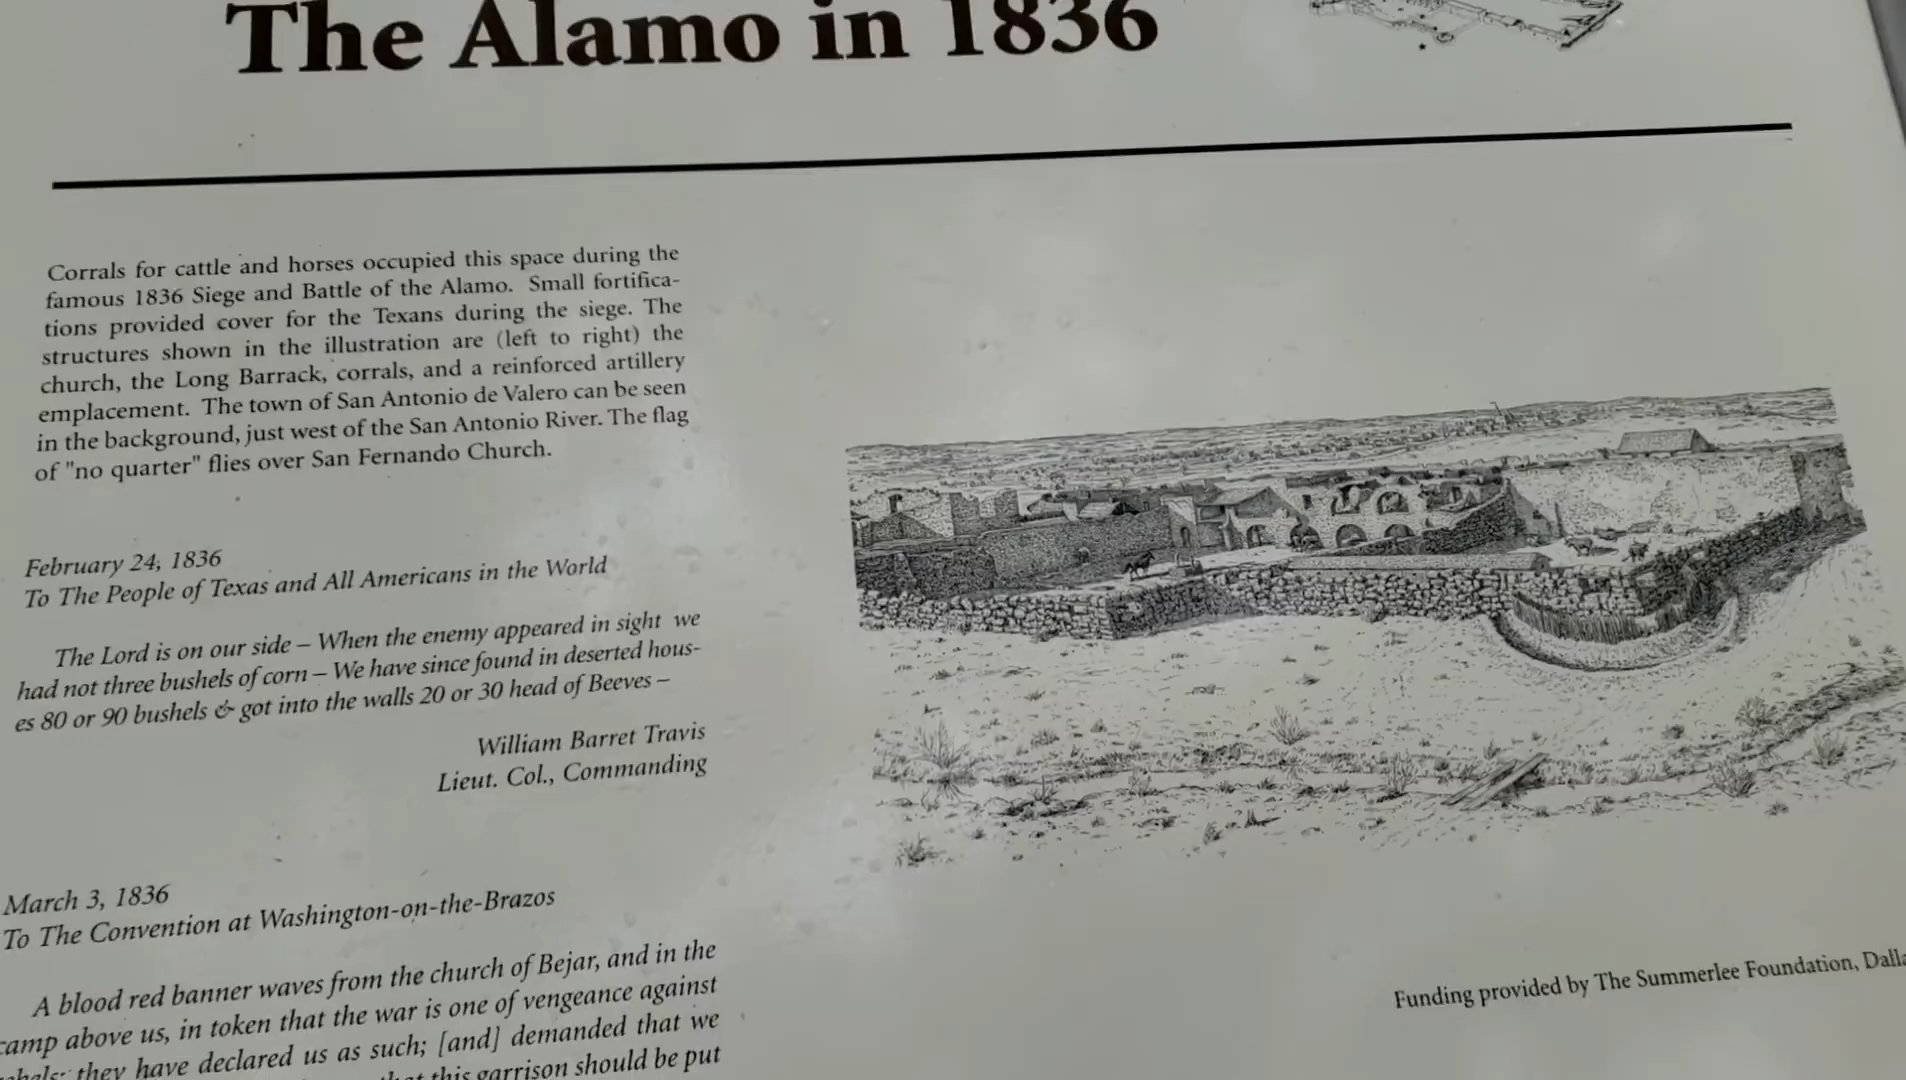 The Alamo in 1836
Corrals for cattle and horses occupied this space during the
famous 1836 Siege and Battle of the Alamo. Small fortifica-
tions provided cover for the Texans during the siege. The
structures shown in the illustration are (left to right) the
church, the Long Barrack, corrals, and a reinforced artillery
emplacement. The town of San Antonio de Valero can be seen
in the background, just west of the San Antonio River. The flag
of "no quarter" flies over San Fernando Church.
February 24, 1836
To The People of Texas and All Americans in the World
The Lord is on our side – When the enemy appeared in sight we
had not three bushels of corn – We have since found in deserted hous-
es 80 or 90 bushels & got into the walls 20 or 30 head of Beeves –
William Barret Travis
Lieut. Col., Commanding
March 3, 1836
To The Convention at Washington-on-the-Brazos
A blood red banner waves from the church of Bejar, and in the
camp above us, in token that the war is one of vengeance against
they have declared us as such; [and] demanded that we
this garrison should be put
Funding provided by The Summerlee Foundation, Dalla